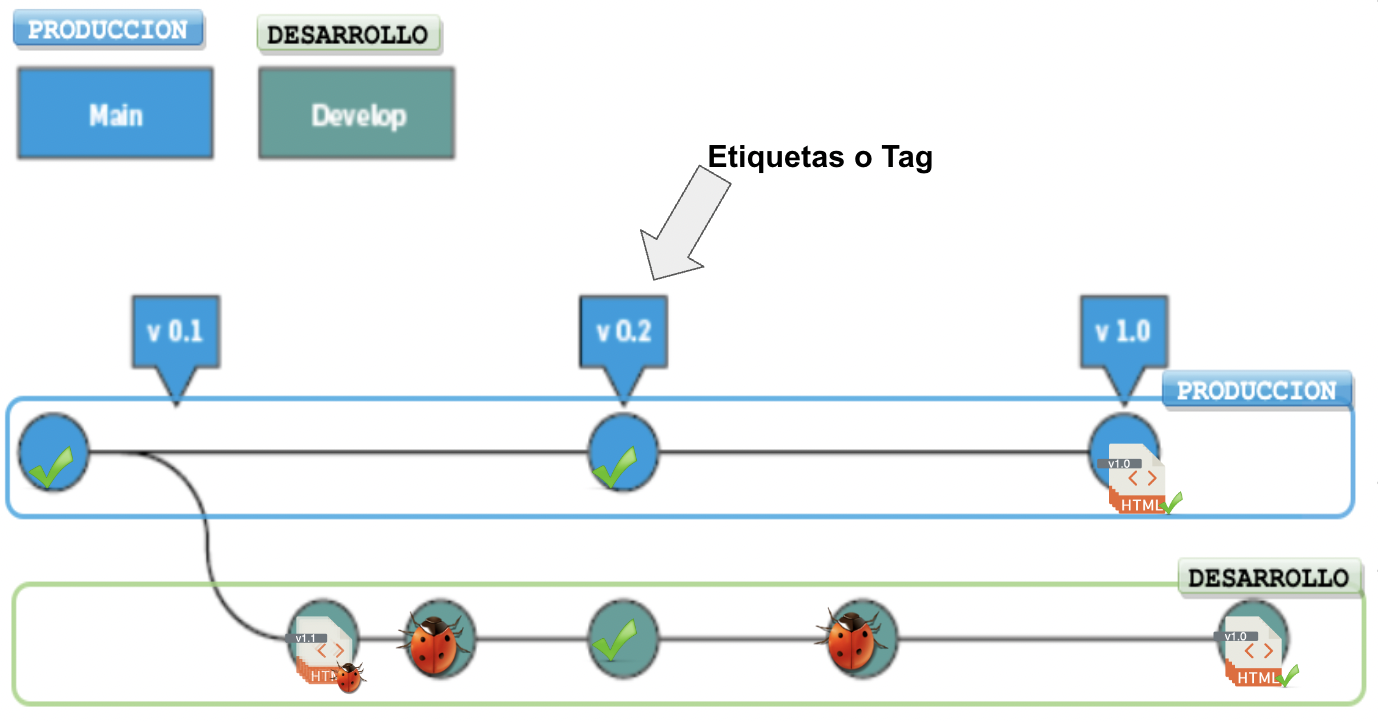 PRODUCCION
DESARROLLO
Main
Develop
Etiquetas o Tag
v 0.1
v 0.2
v 1.0
PRODUCCION
v1.0
HTML
DESARROLLO
v1.1
v1.0
HTML